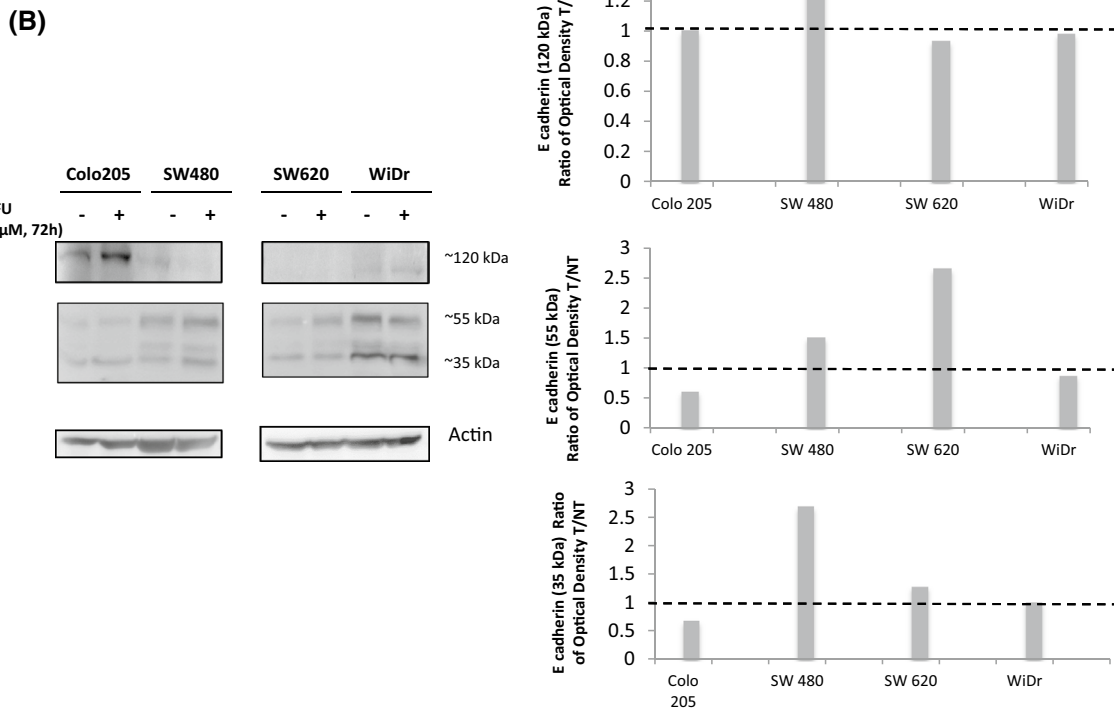 (B)
Colo205 SW480 SW620 WiDr
FU
- + - + - + - +
µM, 72h)
~120 kDa
~55 kDa
~35 kDa
Actin
E cadherin (120 kDa)
Ratio of Optical Density T/
1.2
1
0.8
0.6
0.4
0.2
0
Colo 205 SW 480 SW 620 WiDr
E cadherin (55 kDa)
Ratio of Optical Density T/NT
3
2.5
2
1.5
1
0.5
0
Colo 205 SW 480 SW 620 WiDr
E cadherin (35 kDa) Ratio
of Optical Density T/NT
3
2.5
2
1.5
1
0.5
0
Colo
205
SW 480 SW 620 WiDr